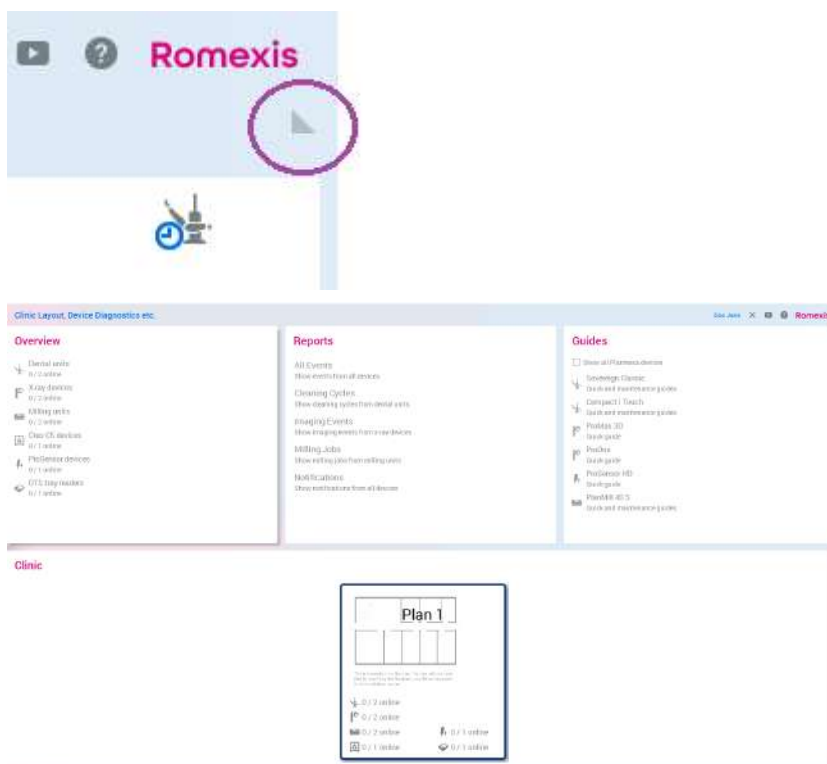 Romexis
Clinic Layout, Device Diagnostics etc.
Romexis
Overview
Dental units
0 / 2 online
X-ray devices
0 / 2 online
Milling units
0 / 2 online
0 / 1 online
ProSensor devices
0 / 1 online
DTS tray readers
0 / 1 online
Reports
All Events
Show events from all devices
Cleaning Cycles
Show cleaning cycles from dental units
Imaging Events
Show imaging events from x-ray devices
Milling Jobs
Show milling jobs from milling units
Notifications
Show notifications from all devices
Guides
Show all Planmeca devices
Sovereign Classic
Quick and maintenance guides
Compact i Touch
Quick and maintenance guides
ProMax 3D
Quick guide
ProOne
Quick guide
ProSensor HD
Quick guide
PlanMill 40 S
Quick and maintenance guides
Clinic
Plan 1
0 / 2 online
0 / 2 online
0 / 2 online
0 / 1 online
0 / 1 online
0 / 1 online